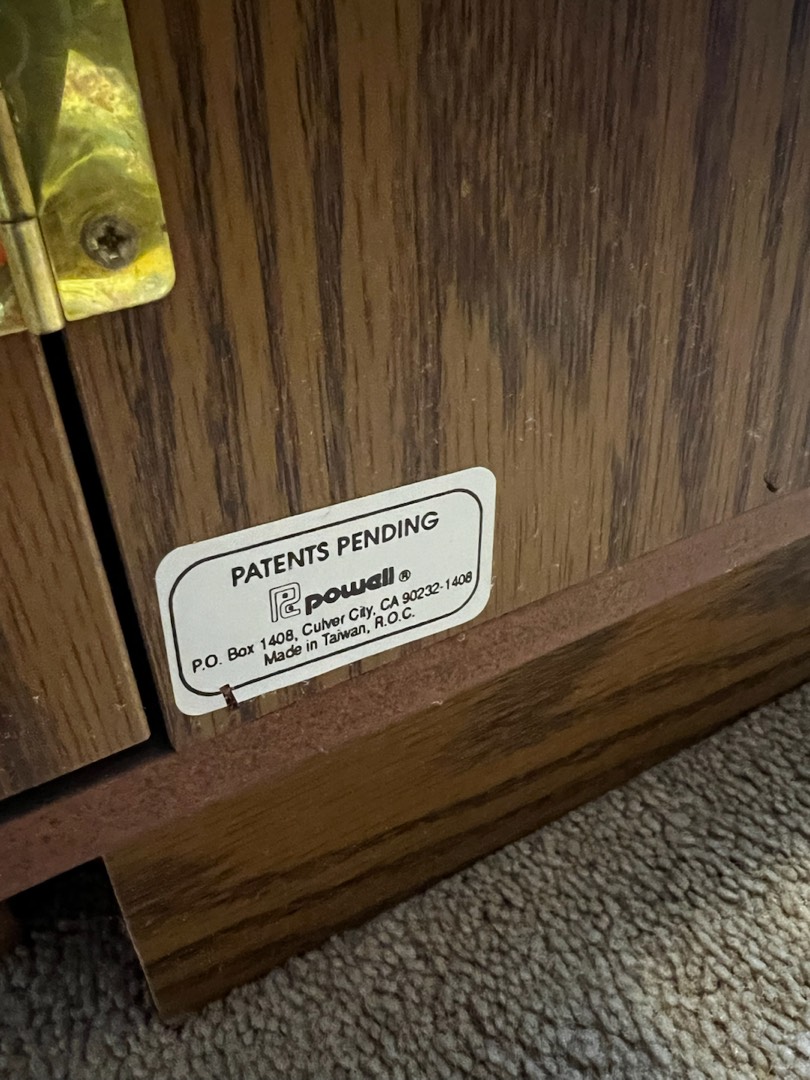 PATENTS PENDING
powell ®
P.O. Box 1408, Culver City, CA 90232-1408
Made in Taiwan, R.O.C.